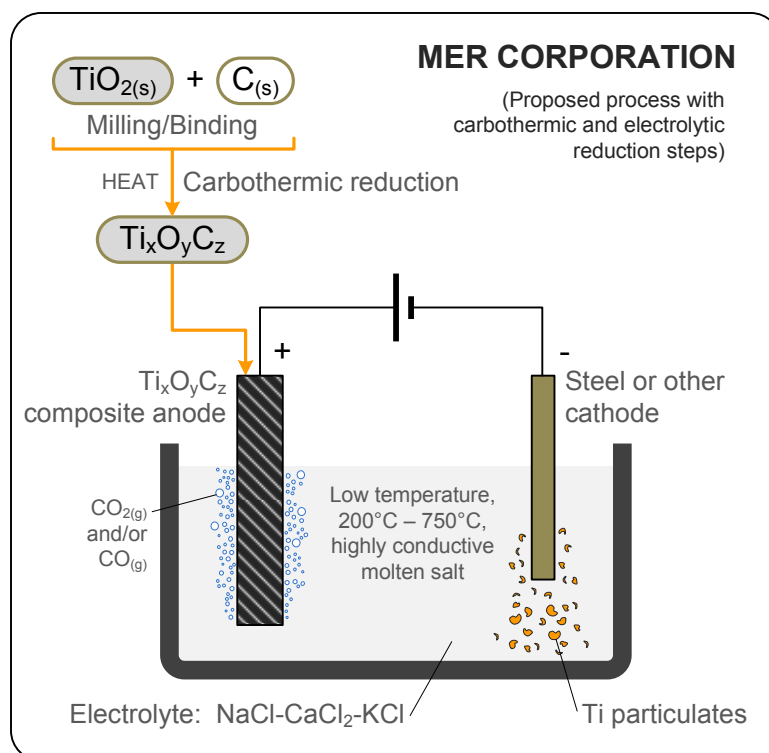 MER CORPORATION
(Proposed process with
carbothermic and electrolytic
reduction steps)
TiO₂₍ₛ₎ + C₍ₛ₎
Milling/Binding
HEAT Carbothermic reduction
TiₓOᵧC_z
+
-
TiₓOᵧC_z
composite anode
Steel or other
cathode
CO₂₍g₎
and/or
CO₍g₎
Low temperature,
200°C – 750°C,
highly conductive
molten salt
Electrolyte: NaCl-CaCl₂-KCl
Ti particulates